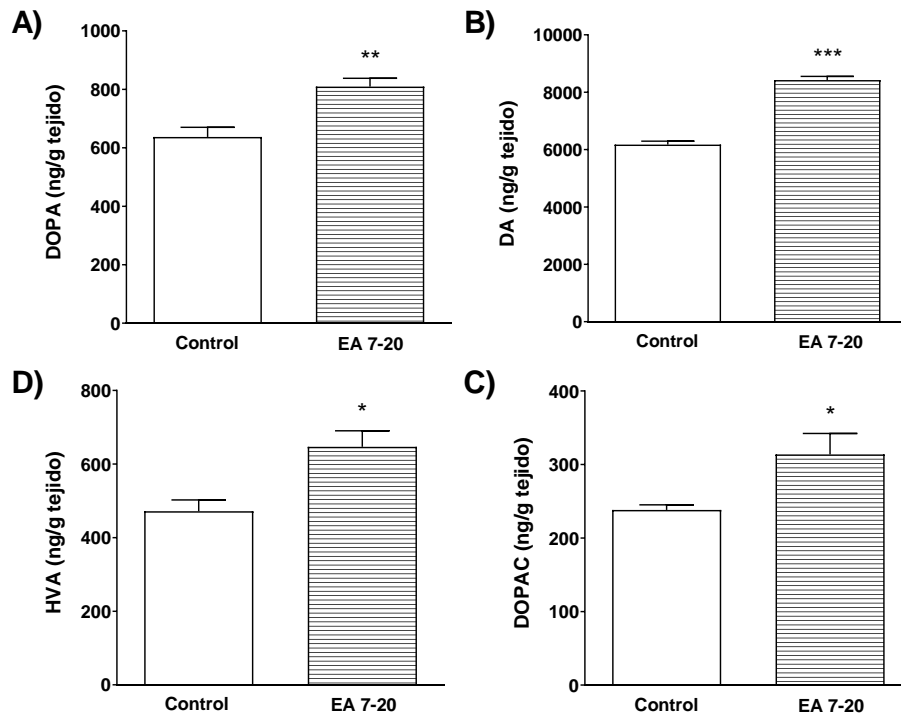 A)
DOPA (ng/g tejido)
1000
800
600
400
200
0
**
Control
EA 7-20
B)
DA (ng/g tejido)
10000
8000
6000
4000
2000
0
***
Control
EA 7-20
D)
HVA (ng/g tejido)
800
600
400
200
0
*
Control
EA 7-20
C)
DOPAC (ng/g tejido)
400
300
200
100
0
*
Control
EA 7-20